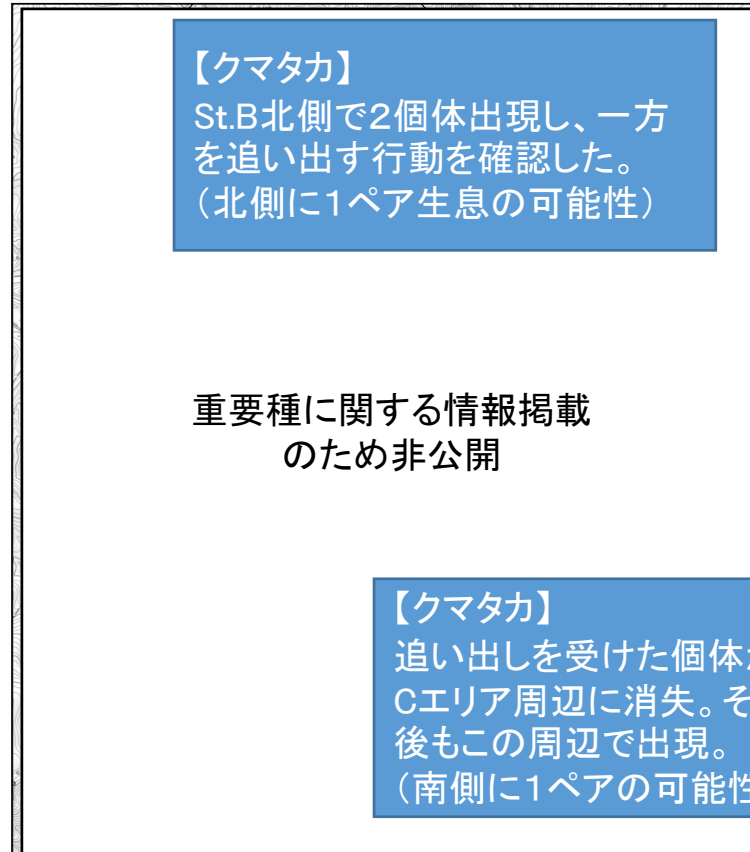 【クマタカ】
St.B北側で２個体出現し、一方
を追い出す行動を確認した。
（北側に１ペア生息の可能性）
重要種に関する情報掲載
のため非公開
【クマタカ】
追い出しを受けた個体
Cエリア周辺に消失。そ
後もこの周辺で出現。
（南側に１ペアの可能性